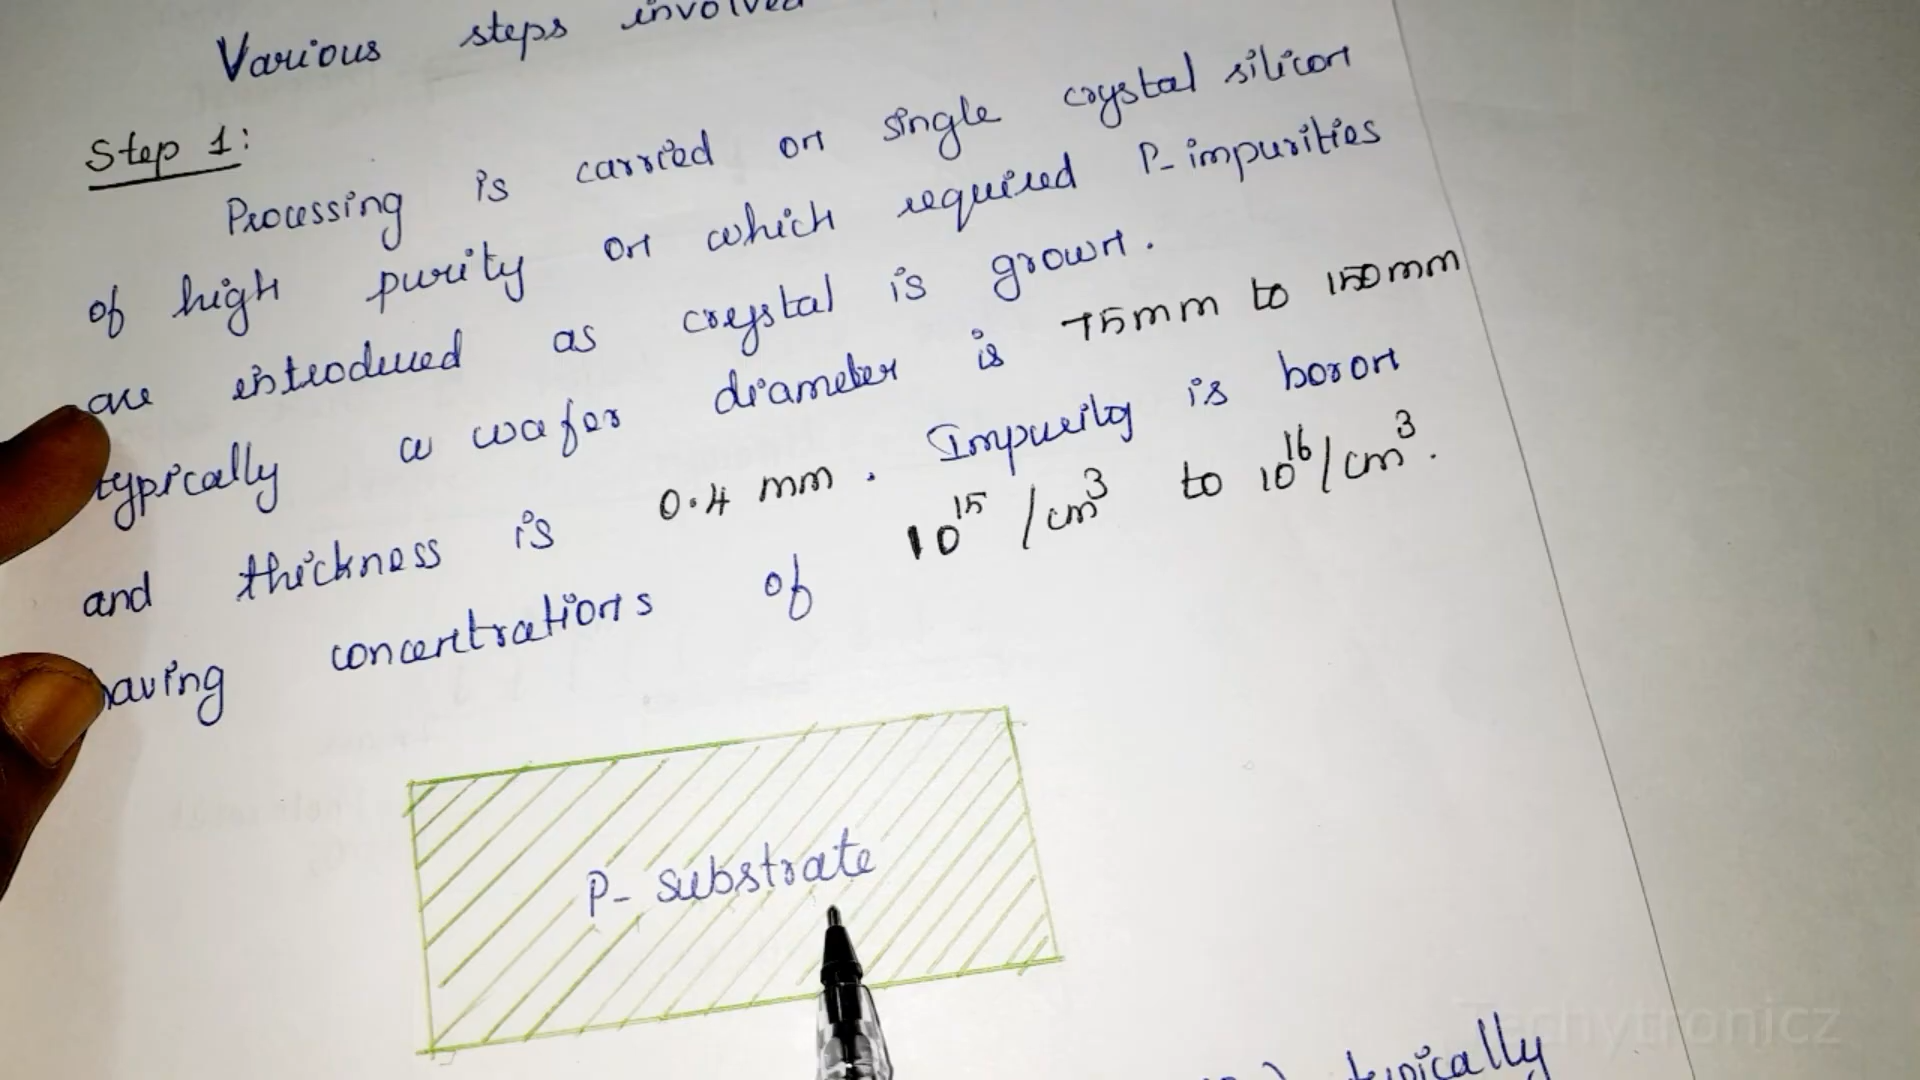 Various steps involved
Step 1:
Processing is carried on single crystal silicon
of high purity on which required P-impurities
are introduced as crystal is grown.
typically a wafer diameter is 75mm to 150mm
and thickness is 0.4 mm. Impurity is boron
having concentrations of 10^15 /cm^3 to 10^16/cm^3.
P- substrate
typically
Techytronicz